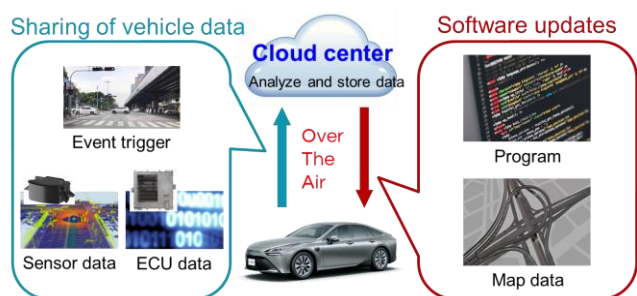 Sharing of vehicle data
Event trigger
Sensor data
ECU data
Cloud center
Analyze and store data
Over
The
Air
Software updates
Program
Map data